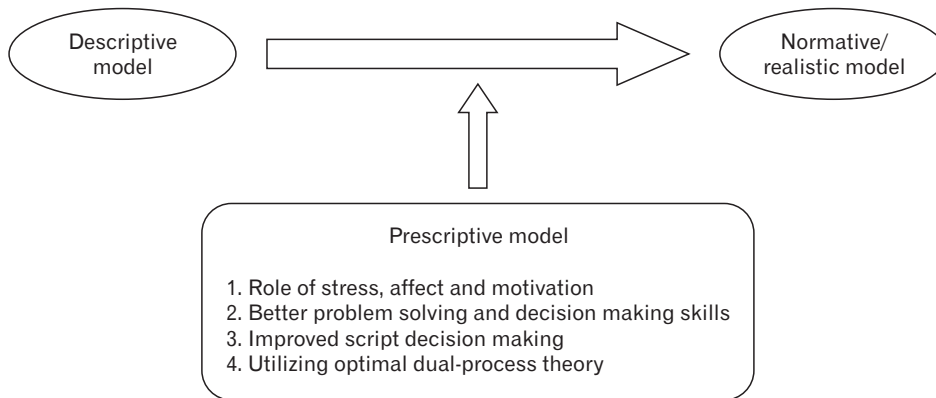 Descriptive
model
Normative/
realistic model
Prescriptive model
1. Role of stress, affect and motivation
2. Better problem solving and decision making skills
3. Improved script decision making
4. Utilizing optimal dual-process theory